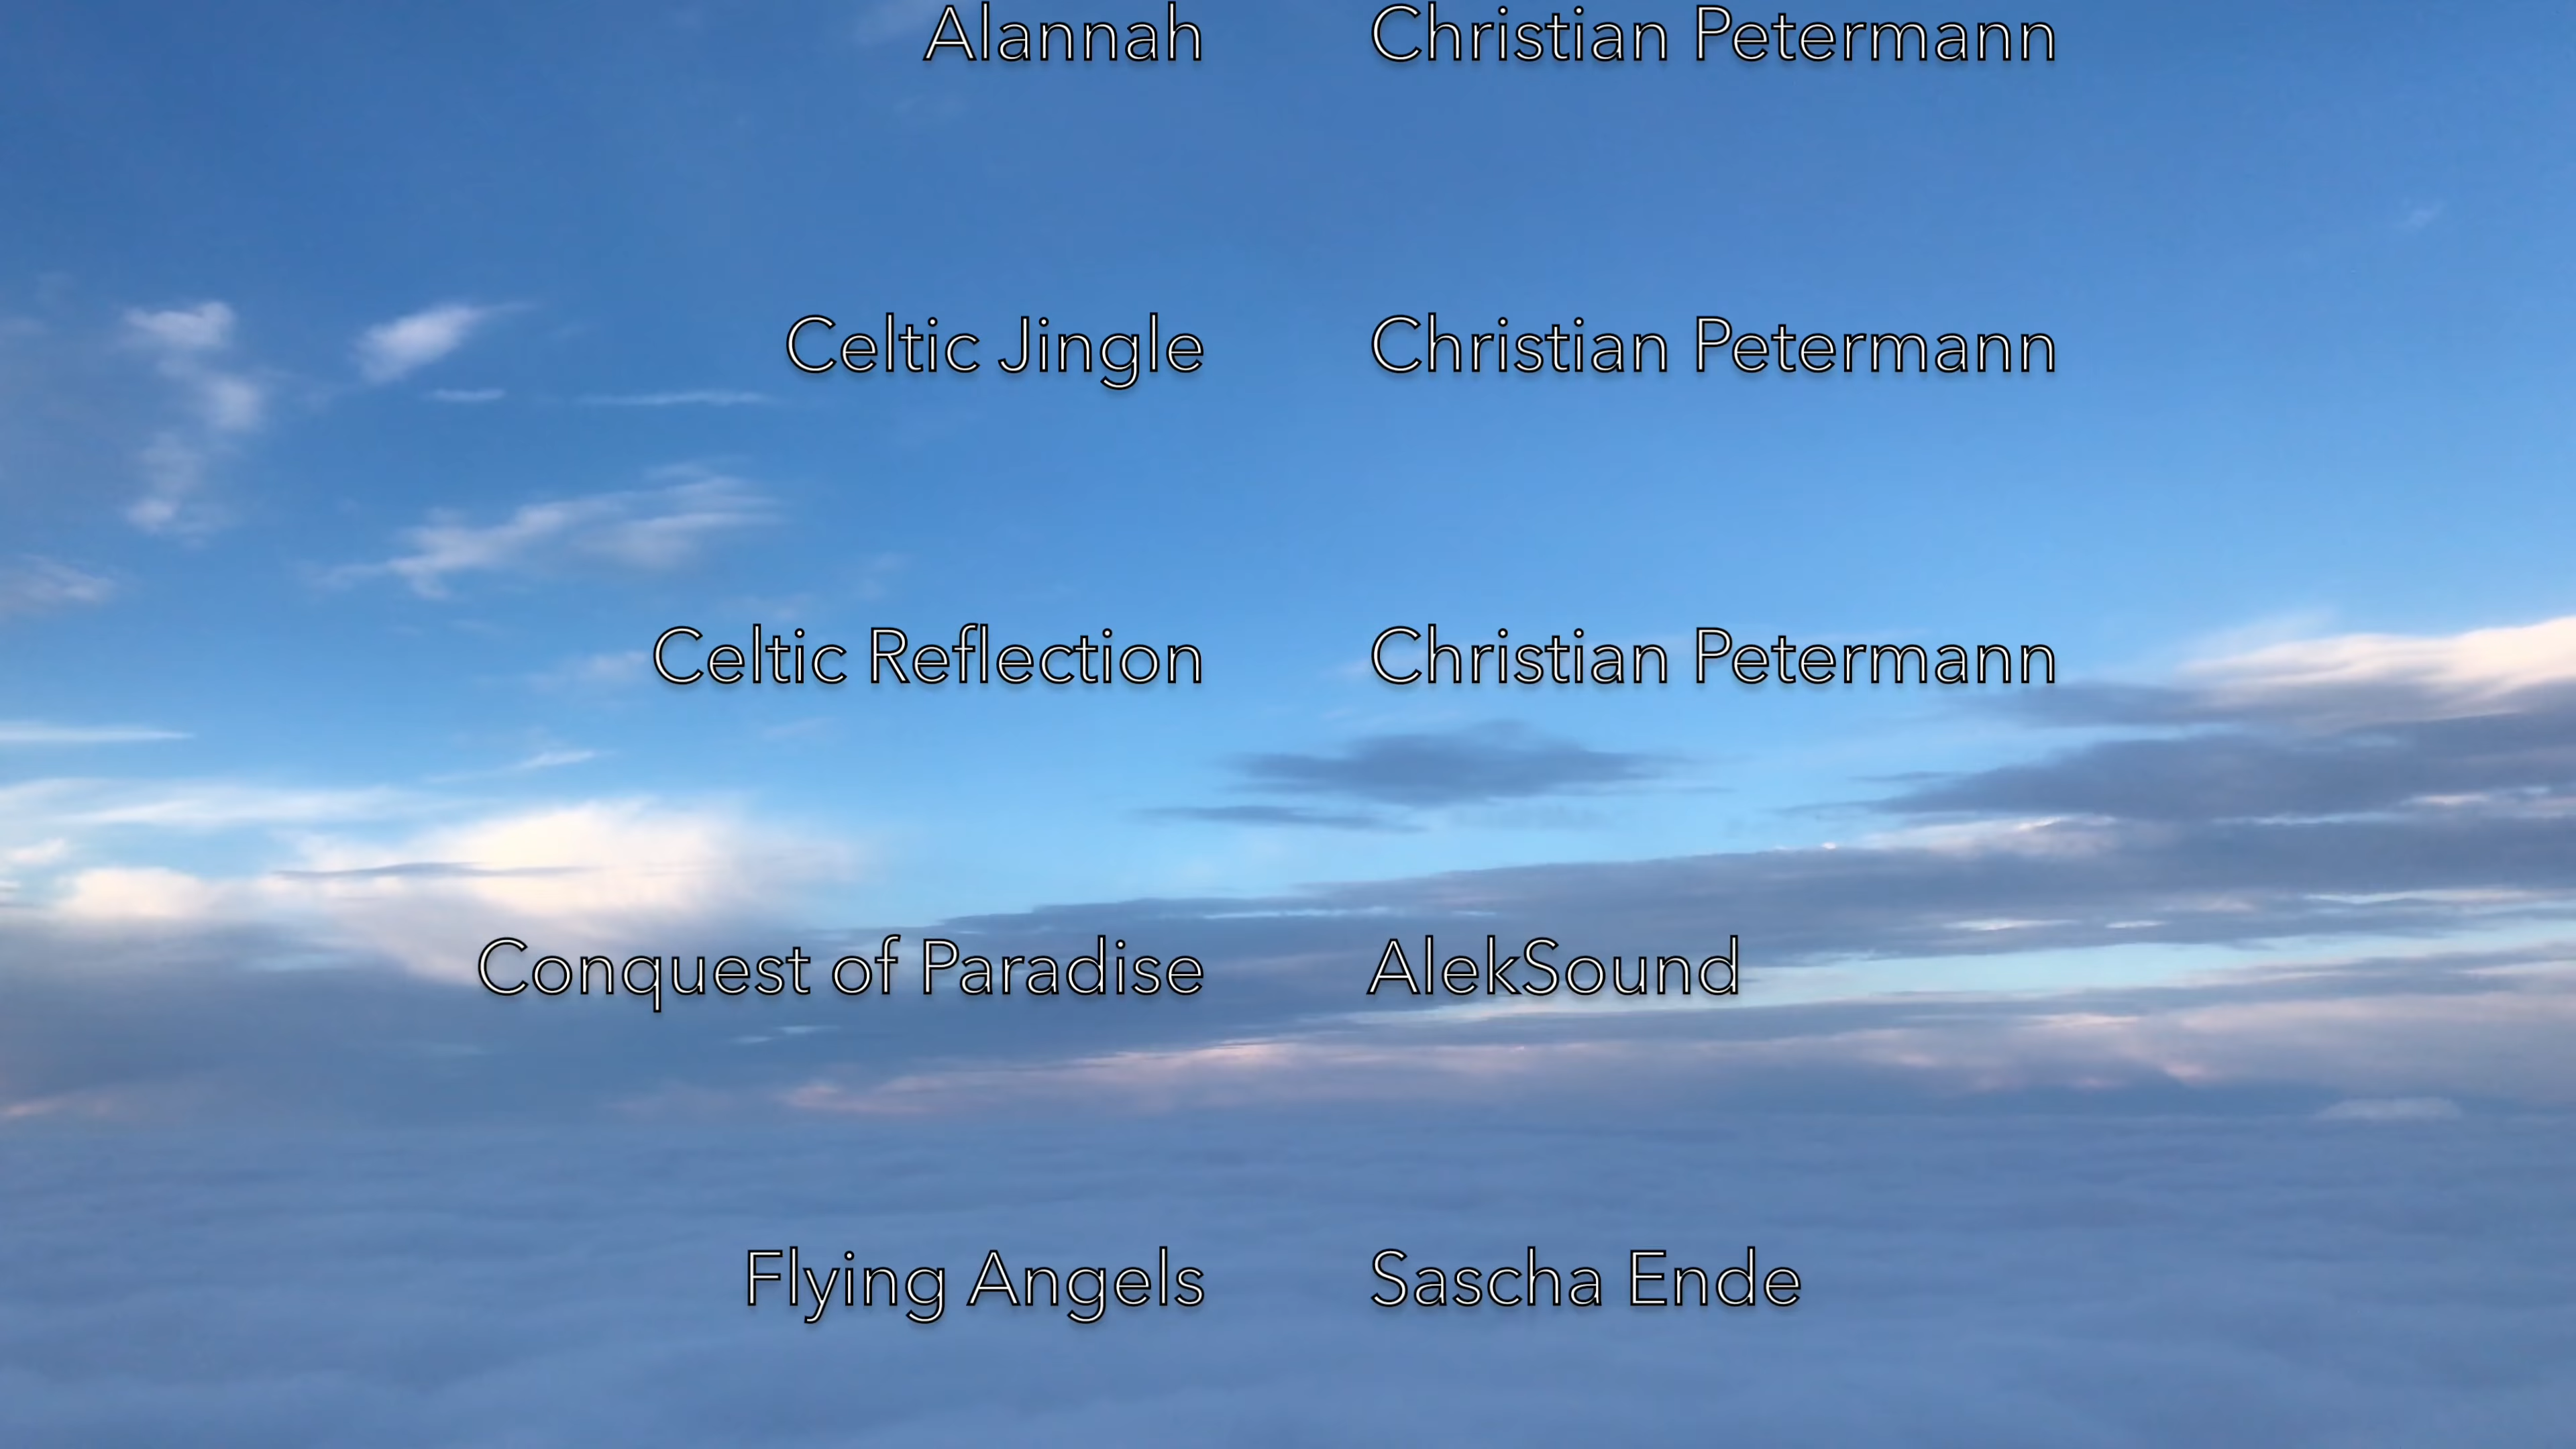 Alannah Christian Petermann
Celtic Jingle Christian Petermann
Celtic Reflection Christian Petermann
Conquest of Paradise AlekSound
Flying Angels Sascha Ende